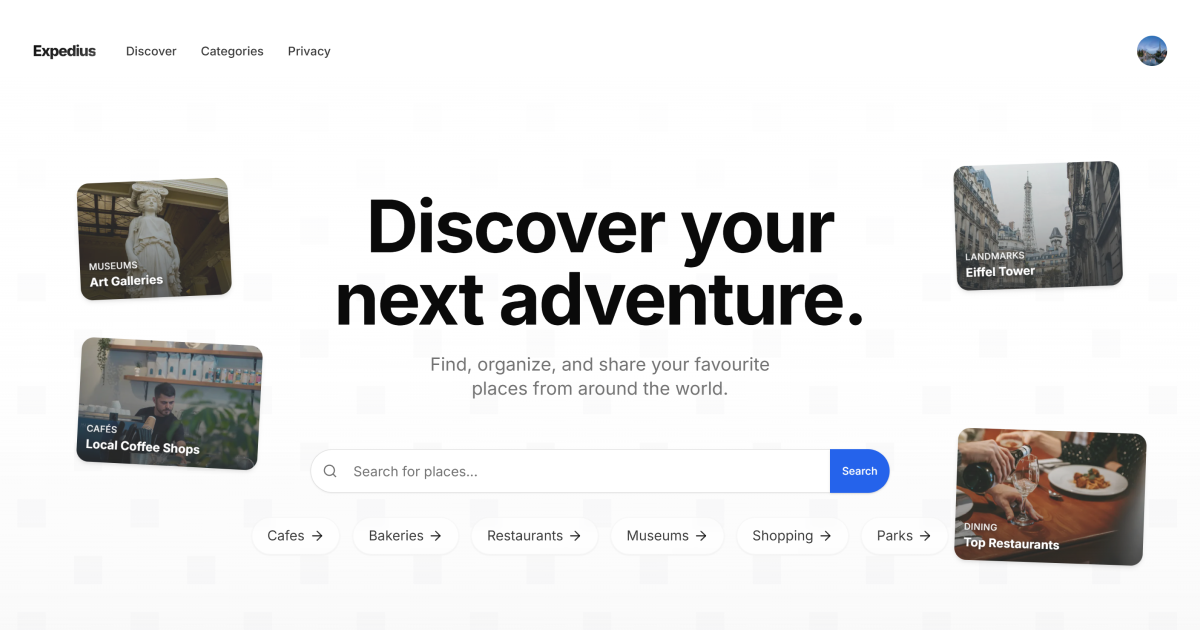 Expedius
Discover
Categories
Privacy
MUSEUMS
Art Galleries
LANDMARKS
Eiffel Tower
Discover your
next adventure.
Find, organize, and share your favourite
places from around the world.
CAFÉS
Local Coffee Shops
Search for places...
Search
DINING
Top Restaurants
Cafes →
Bakeries →
Restaurants →
Museums →
Shopping →
Parks →